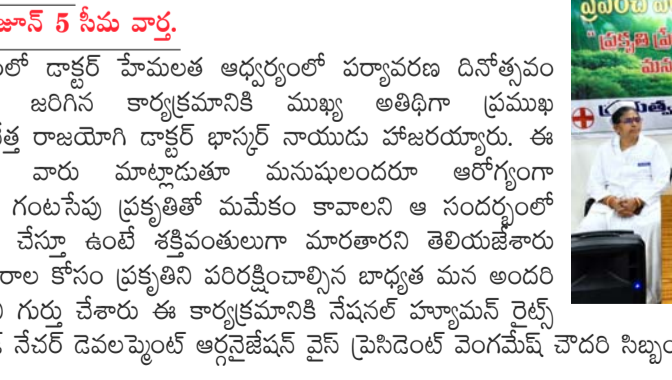 జూన్ 5 సీమ వార్త.
డాక్టర్ హేమలత ఆధ్వర్యంలో పర్యావరణ దినోత్సవం
జరిగిన కార్యక్రమానికి ముఖ్య అతిథిగా ప్రముఖ
రాజయోగి డాక్టర్ భాస్కర్ నాయుడు హాజరయ్యారు. ఈ
వారు మాట్లాడుతూ మనుషులందరూ ఆరోగ్యంగా
గంటసేపు ప్రకృతితో మమేకం కావాలని ఆ సందర్భంలో
చేస్తూ ఉంటే శక్తివంతులుగా మారతారని తెలియజేశారు
కోసం ప్రకృతిని పరిరక్షించాల్సిన బాధ్యత మన అందరి
గుర్తు చేశారు ఈ కార్యక్రమానికి నేషనల్ హ్యూమన్ రైట్స్
నేచర్ డెవలప్మెంట్ ఆర్గనైజేషన్ వైస్ ప్రెసిడెంట్ వెంగమేష్ చౌదరి
"ప్రకృతి